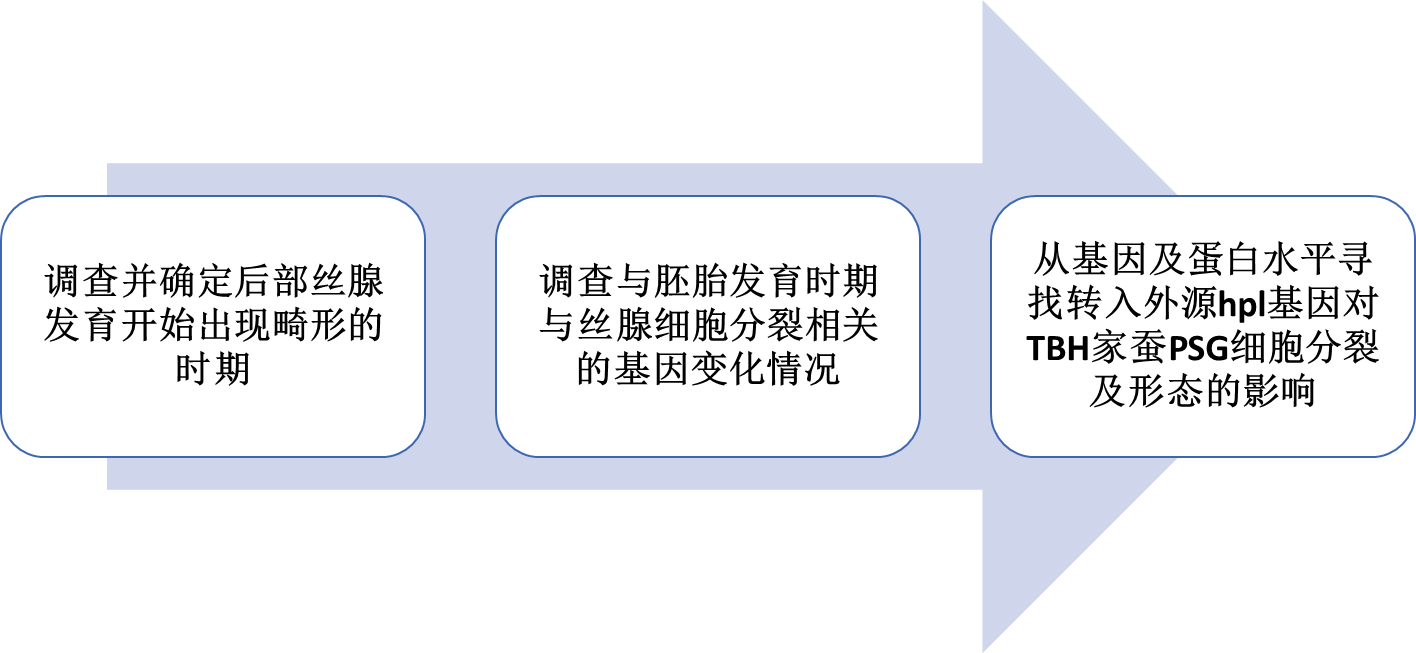 调查并确定后部丝腺
发育开始出现畸形的
时期
调查与胚胎发育时期
与丝腺细胞分裂相关
的基因变化情况
从基因及蛋白水平寻
找转入外源hpl基因对
TBH家蚕PSG细胞分裂
及形态的影响